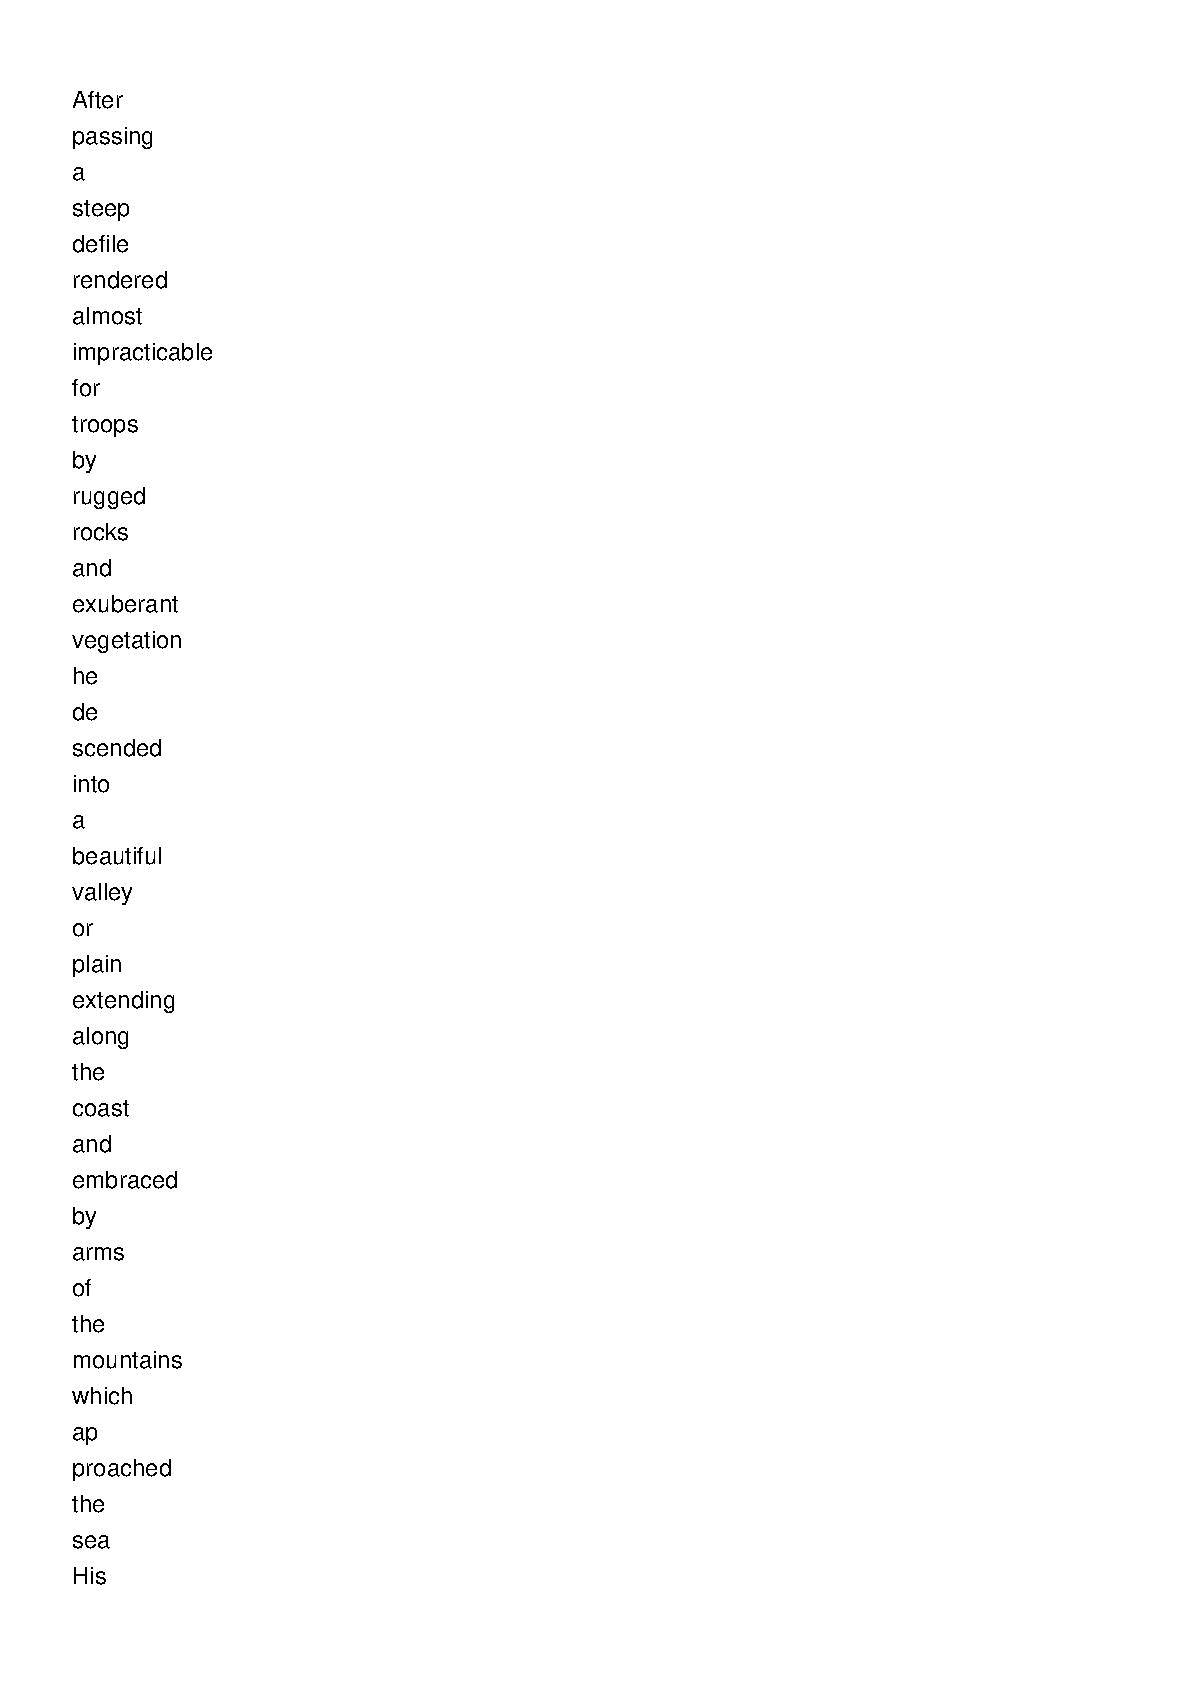 After
passing
a
steep
defile
rendered
almost
impracticable
for
troops
by
rugged
rocks
and
exuberant
vegetation
he
de
scended
into
a
beautiful
valley
or
plain
extending
along
the
coast
and
embraced
by
arms
of
the
mountains
which
ap
proached
the
sea
His